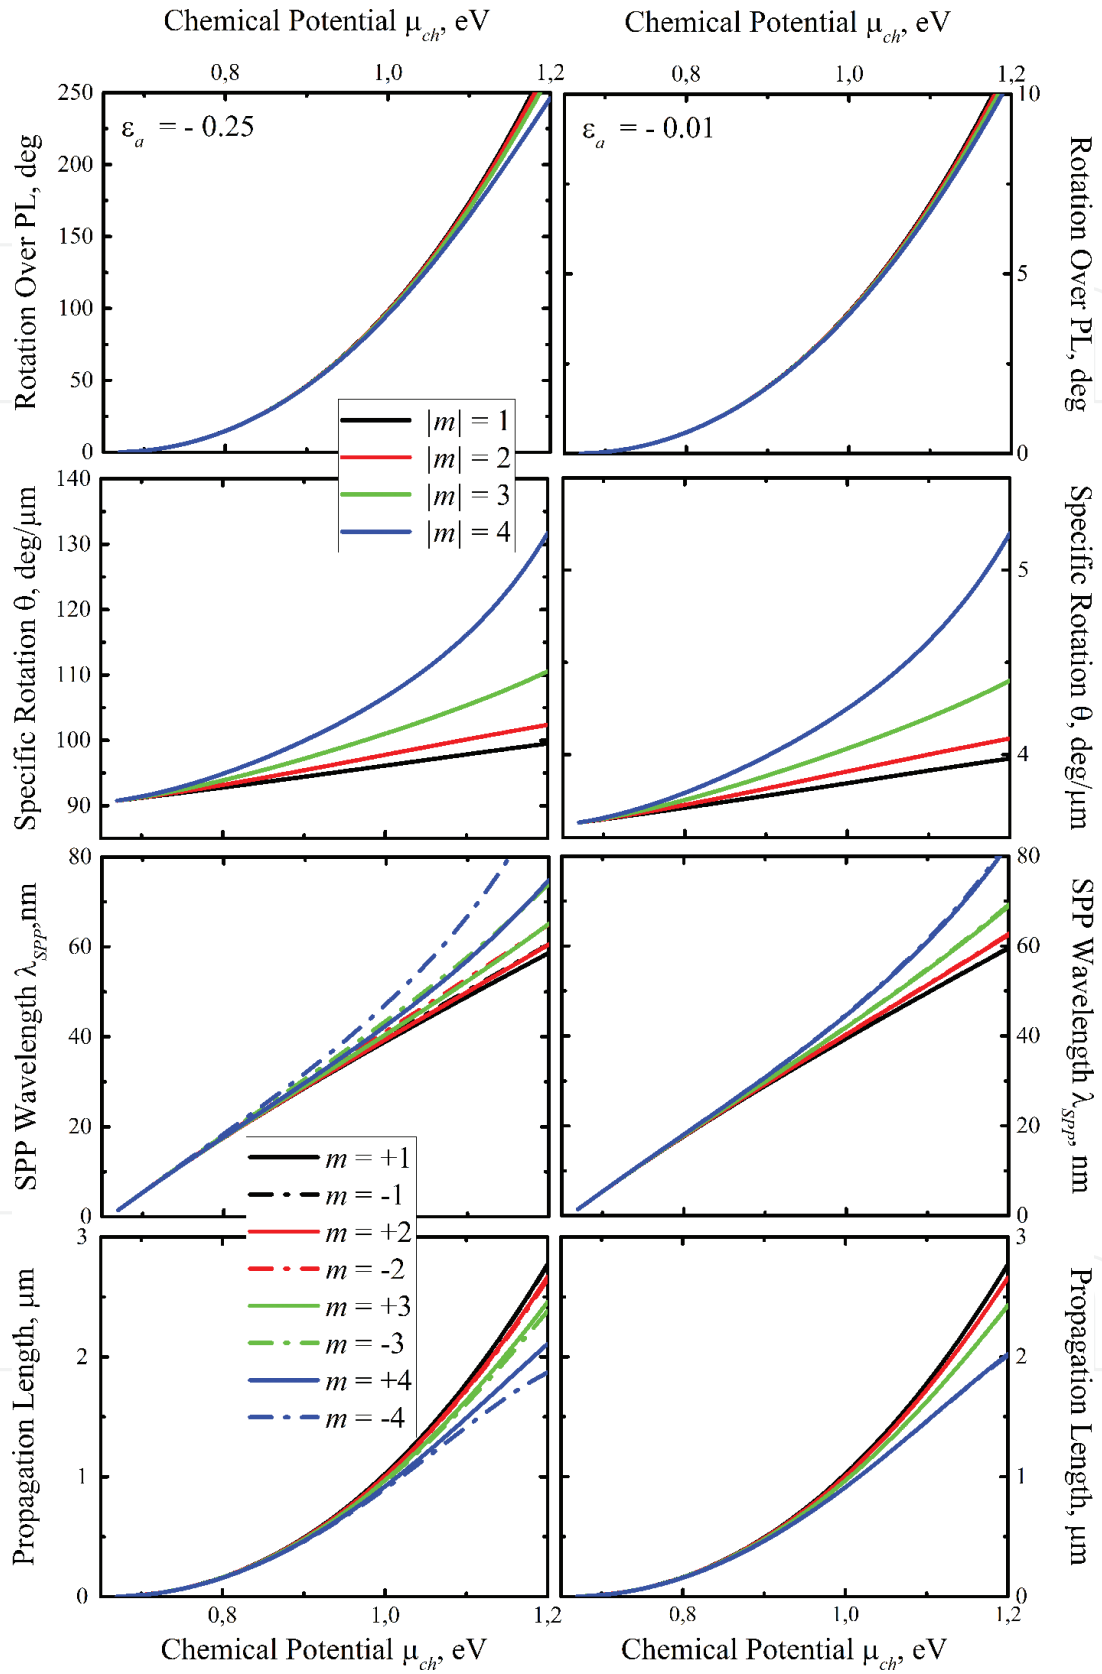 Chemical Potential μch, eV
Chemical Potential μch, eV
0,8 1,0 1,2
0,8 1,0 1,2
Rotation Over PL, deg
250
200
150
100
50
0
εa = - 0.25
εa = - 0.01
10
5
0
Rotation Over PL, deg
|m| = 1
|m| = 2
|m| = 3
|m| = 4
Specific Rotation θ, deg/μm
140
130
120
110
100
90
5
4
Specific Rotation θ, deg/μm
SPP Wavelength λSPP,nm
80
60
40
20
0
80
60
40
20
0
SPP Wavelength λSPP, nm
m = +1
m = -1
m = +2
m = -2
m = +3
m = -3
m = +4
m = -4
Propagation Length, μm
3
2
1
0
3
2
1
0
Propagation Length, μm
0,8 1,0 1,2
0,8 1,0 1,2
Chemical Potential μch, eV
Chemical Potential μch, eV